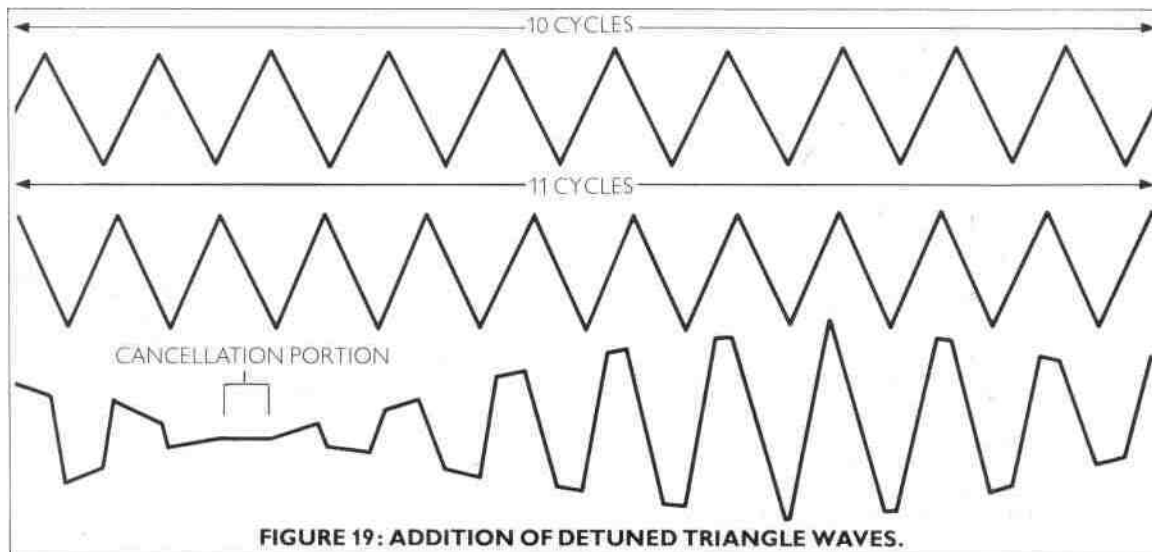 10 CYCLES
11 CYCLES
CANCELLATION PORTION
FIGURE 19: ADDITION OF DETUNED TRIANGLE WAVES.